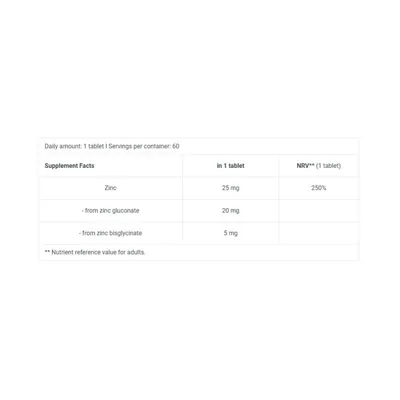 Daily amount: 1 tablet I Servings per container: 60
Supplement Facts in 1 tablet NRV** (1 tablet)
Zinc 25 mg 250%
- from zinc gluconate 20 mg
- from zinc bisglycinate 5 mg
** Nutrient reference value for adults.